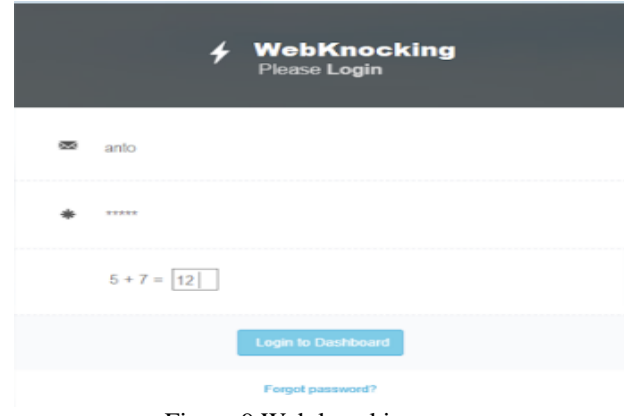 WebKnocking
Please Login
anto
*****
5 + 7 = 12
Login to Dashboard
Forgot password?